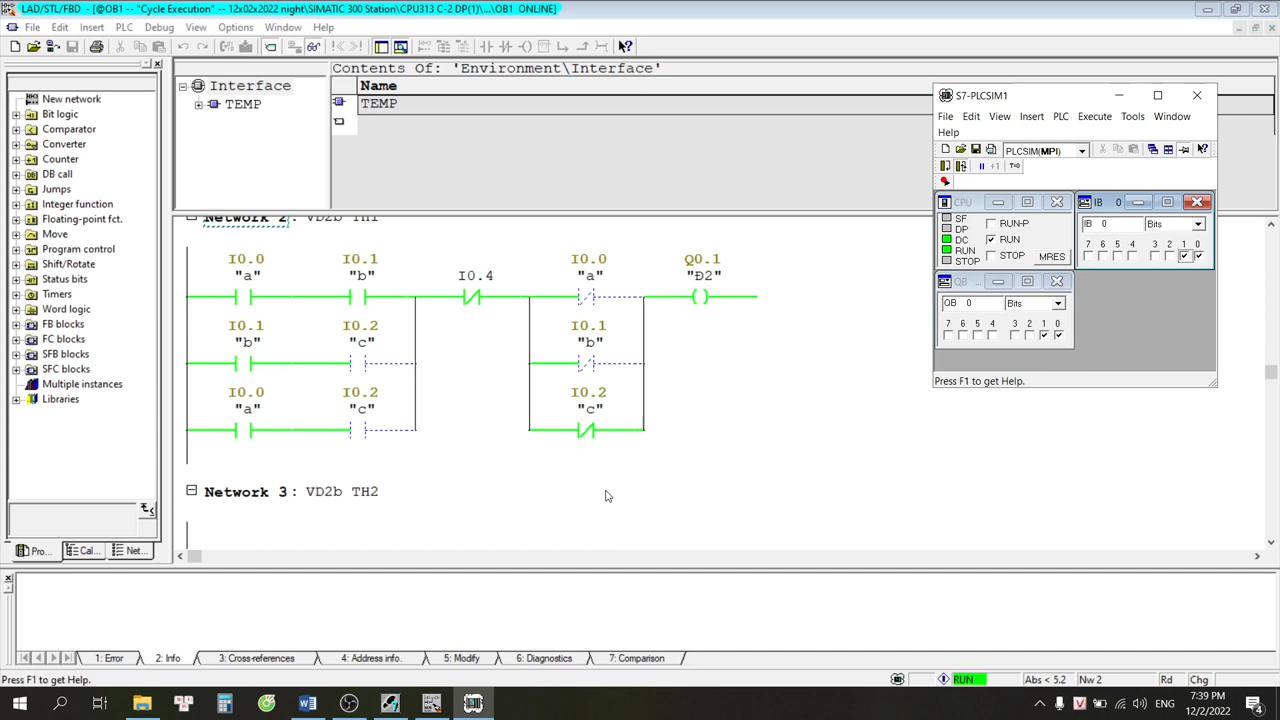 LAD/STL/FBD - [@OB1 -- "Cycle Execution" -- 12x02x2022 night\SIMATIC 300 Station\CPU313 C-2 DP(1)\...\OB1 ONLINE]
File Edit Insert PLC Debug View Options Window Help
New network
Bit logic
Comparator
Converter
Counter
DB call
Jumps
Integer function
Floating-point fct.
Move
Program control
Shift/Rotate
Status bits
Timers
Word logic
FB blocks
FC blocks
SFB blocks
SFC blocks
Multiple instances
Libraries
Pro... Cal... Net...
Interface
TEMP
Contents Of: 'Environment\Interface'
Name
TEMP
Network 2: VD2b TH1
I0.0 I0.1 I0.0 Q0.1
"a" "b" I0.4 "a" "Đ2"
I0.1 I0.2 I0.1
"b" "c" "b"
I0.0 I0.2 I0.2
"a" "c" "c"
Network 3: VD2b TH2
S7-PLCSIM1
File Edit View Insert PLC Execute Tools Window
Help
PLCSIM(MPI)
+1 T=0
CPU
SF
DP
DC
RUN
STOP
RUN-P
RUN
STOP MRES
IB 0
IB 0 Bits
7 6 5 4 3 2 1 0
QB ...
QB 0 Bits
7 6 5 4 3 2 1 0
Press F1 to get Help.
1: Error 2: Info 3: Cross-references 4: Address info. 5: Modify 6: Diagnostics 7: Comparison
Press F1 to get Help. RUN Abs < 5.2 Nw 2 Rd Chg
7:39 PM
12/2/2022
4